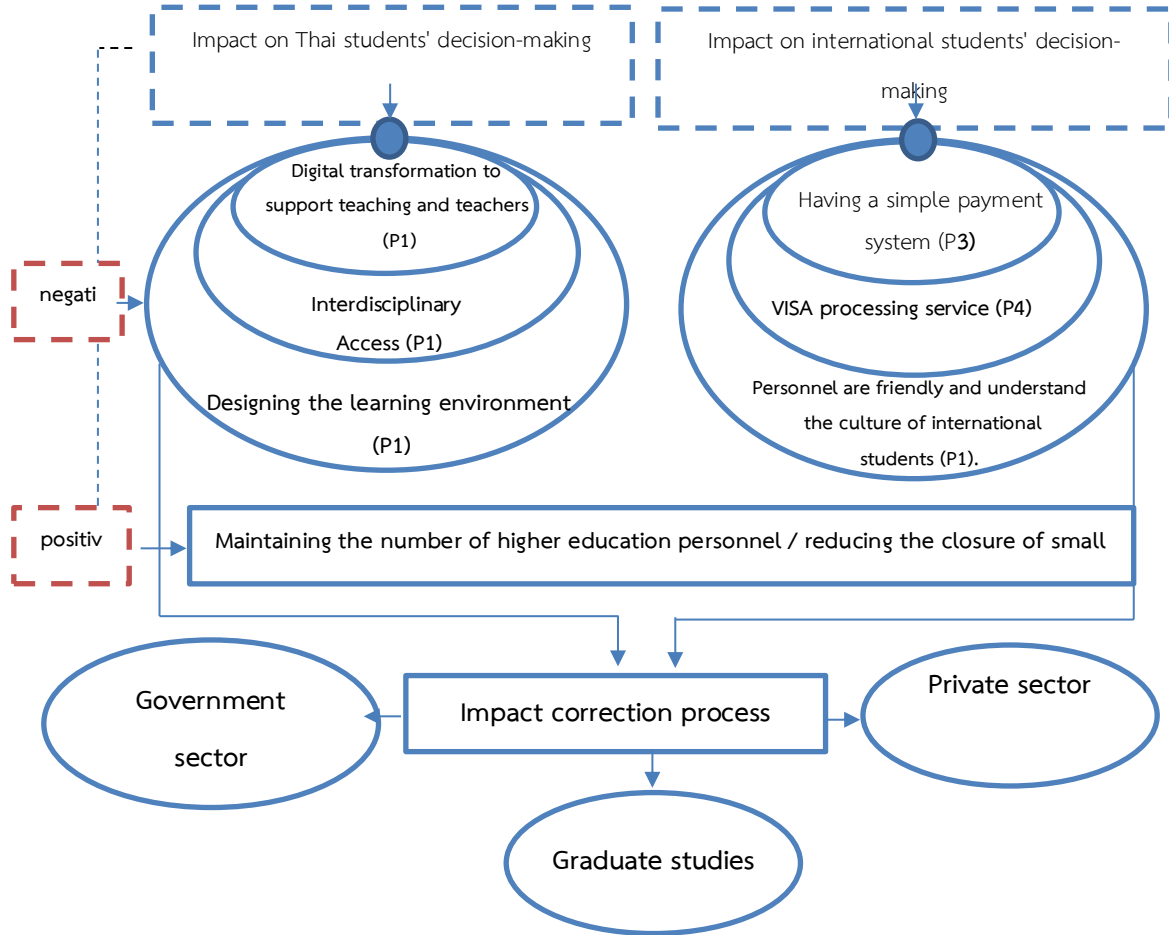 Impact on Thai students' decision-making
Impact on international students' decision-
making
Digital transformation to
support teaching and teachers
(P1)
Interdisciplinary
Access (P1)
Designing the learning environment
(P1)
Having a simple payment
system (P3)
VISA processing service (P4)
Personnel are friendly and understand
the culture of international
students (P1).
negati
positiv
Maintaining the number of higher education personnel / reducing the closure of small
Government
sector
Impact correction process
Private sector
Graduate studies